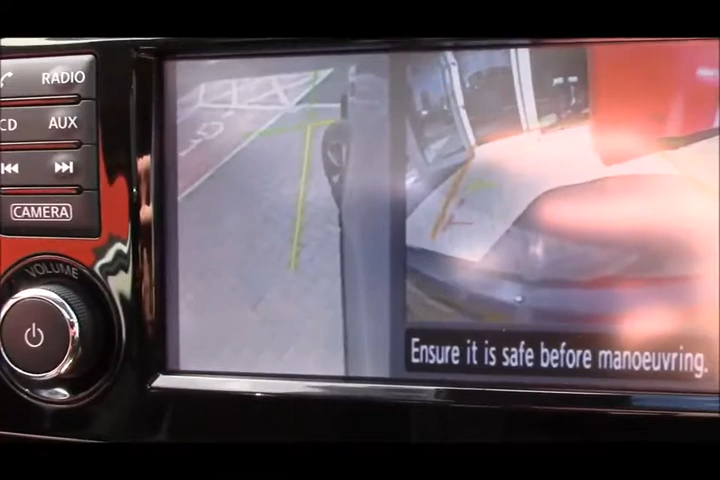 RADIO
CD
AUX
CAMERA
VOLUME
Ensure it is safe before manoeuvring.